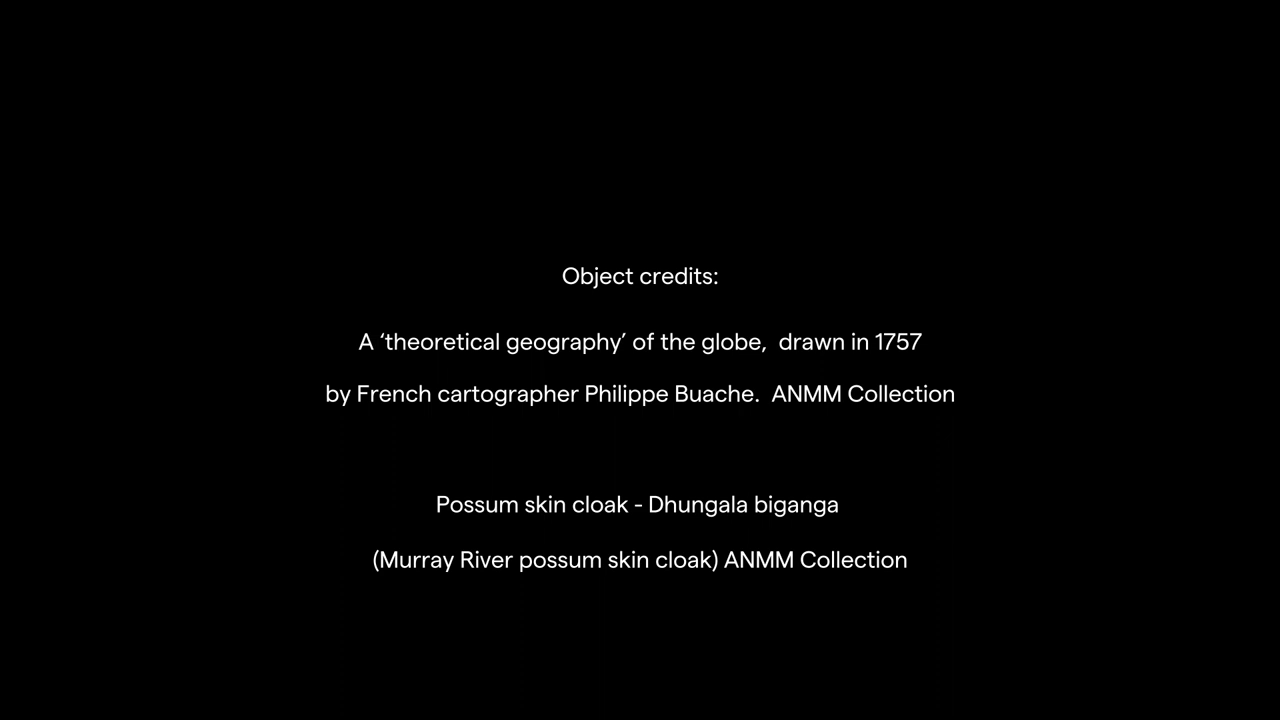 Object credits:
A ‘theoretical geography’ of the globe,  drawn in 1757
by French cartographer Philippe Buache.  ANMM Collection
Possum skin cloak - Dhungala biganga
(Murray River possum skin cloak) ANMM Collection